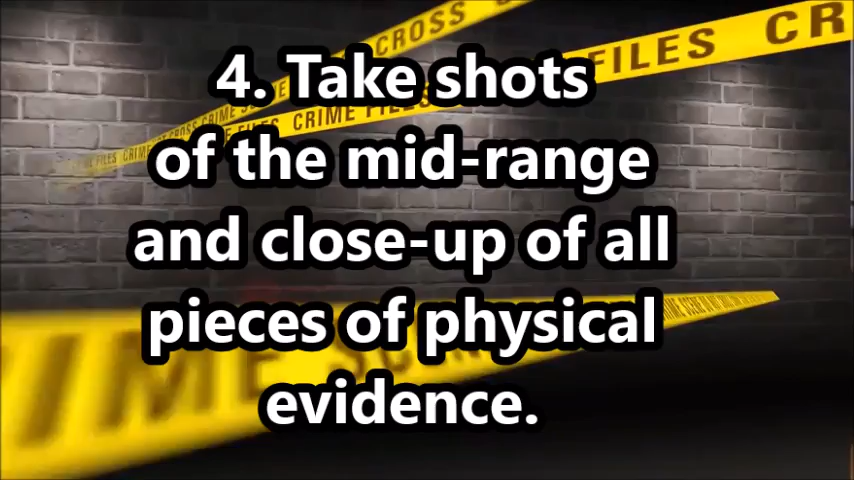 4. Take shots
of the mid-range
and close-up of all
pieces of physical
evidence.
CROSS
FILES CR
CRIME FILES
CRIME